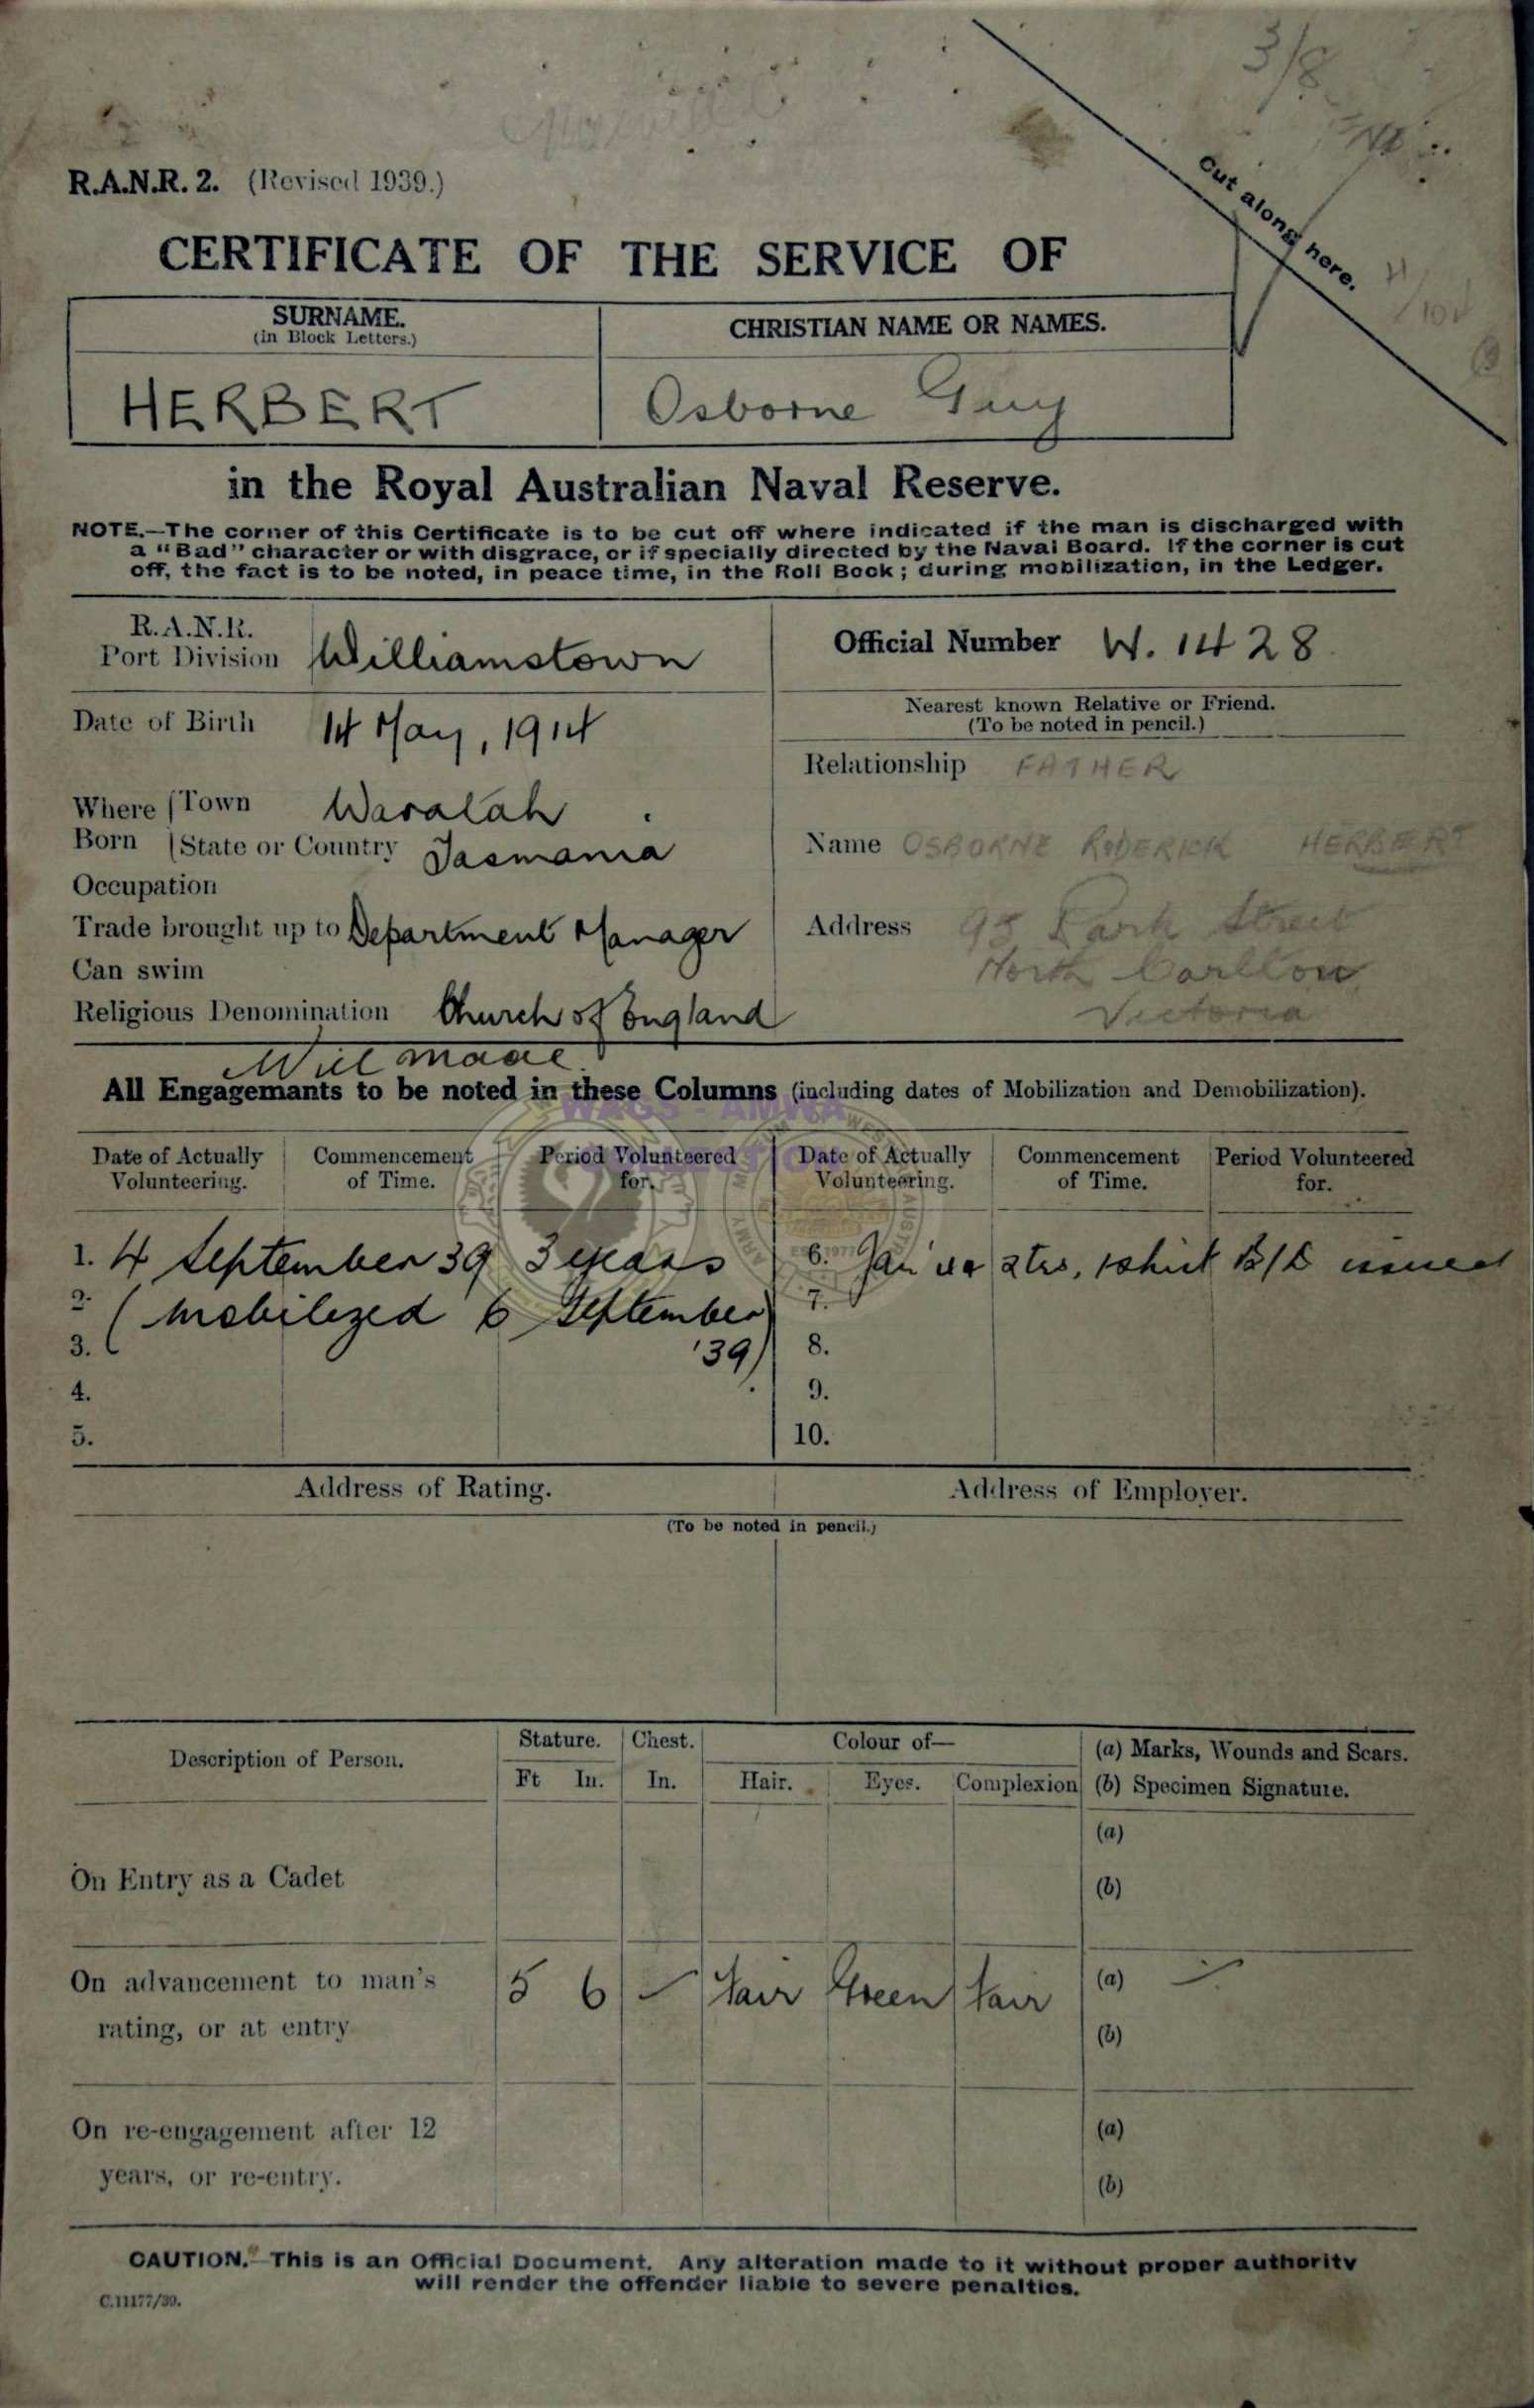 3/8
R.A.N.R. 2. (Revised 1939.)
Cut along here.
CERTIFICATE OF THE SERVICE OF
SURNAME.
(in Block Letters.)
CHRISTIAN NAME OR NAMES.
HERBERT
Osborne Guy
in the Royal Australian Naval Reserve.
NOTE.—The corner of this Certificate is to be cut off where indicated if the man is discharged with
a "Bad" character or with disgrace, or if specially directed by the Naval Board. If the corner is cut
off, the fact is to be noted, in peace time, in the Roll Book; during mobilization, in the Ledger.
R.A.N.R.
Port Division Williamstown
Official Number W. 1428
Date of Birth 14 May, 1914
Nearest known Relative or Friend.
(To be noted in pencil.)
Relationship FATHER
Where Town Waratah
Born State or Country Tasmania
Name OSBORNE RODERICK HERBERT
Occupation
Trade brought up to Department Manager
Address 95 Park Street
Can swim
North Carlton
Religious Denomination Church of England
Victoria
Will made
All Engagemants to be noted in these Columns (including dates of Mobilization and Demobilization).
WAGS - AMWA
Date of Actually Volunteering. Commencement of Time. Period Volunteered for. Date of Actually Volunteering. Commencement of Time. Period Volunteered for.
1. 4 September 39 3 years
6. issued
2. (Mobilized 6 September
7.
3. '39)
8.
4.
9.
5.
10.
Address of Rating.
Address of Employer.
(To be noted in pencil.)
Description of Person.
Stature. Chest. Colour of— (a) Marks, Wounds and Scars.
Ft In. In. Hair. Eyes. Complexion (b) Specimen Signature.
(a)
On Entry as a Cadet
(b)
On advancement to man's
rating, or at entry
5 6 Fair Green Fair
(a)
(b)
On re-engagement after 12
years, or re-entry.
(a)
(b)
CAUTION.—This is an Official Document. Any alteration made to it without proper authority
will render the offender liable to severe penalties.
C.11177/39.